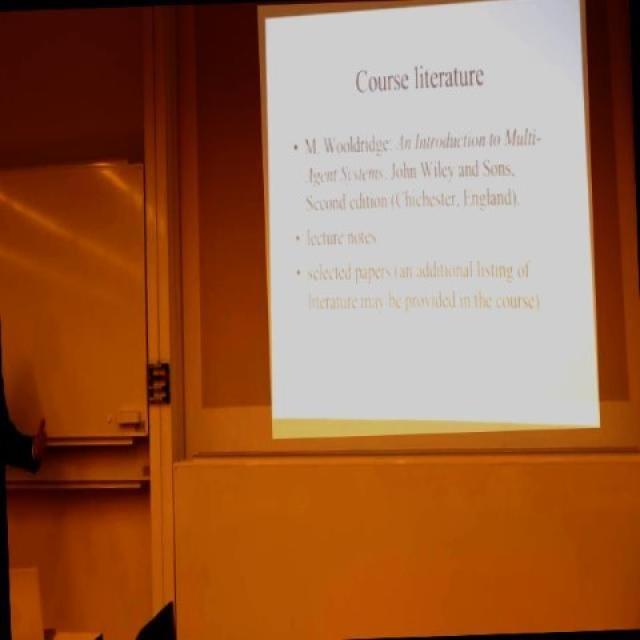 Course literature
• M. Wooldridge: An Introduction to Multi-
Agent Systems. John Wiley and Sons,
Second edition (Chichester, England).
• lecture notes
• selected papers (an additional listing of
literature may be provided in the course)